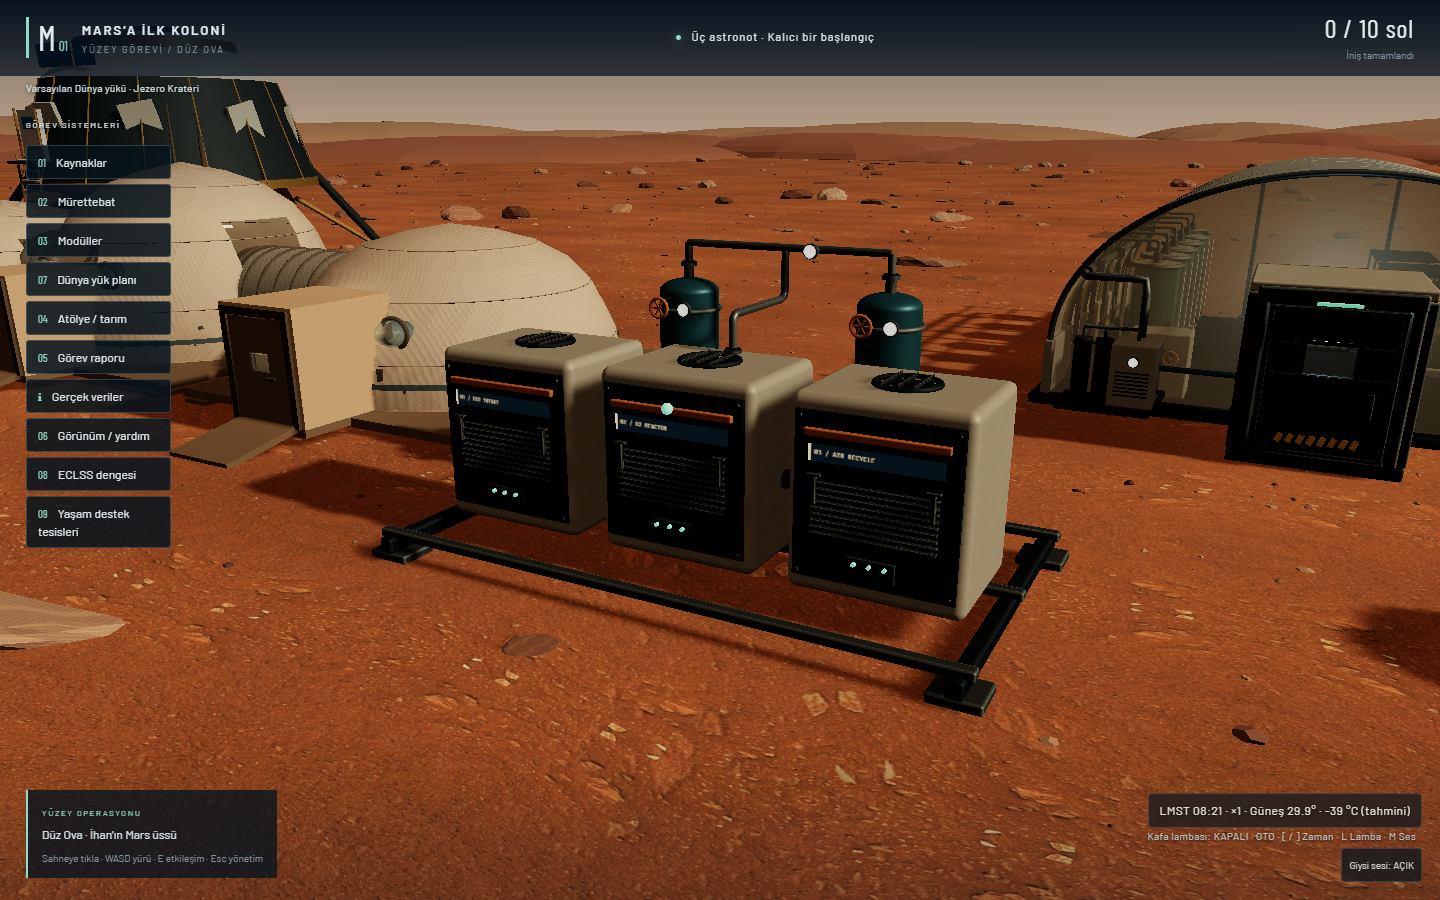 M 01
MARS'A İLK KOLONİ
YÜZEY GÖREVİ / DÜZ OVA
Üç astronot · Kalıcı bir başlangıç
0 / 10 sol
İniş tamamlandı
Varsayılan Dünya yükü · Jezero Krateri
GÖREV SİSTEMLERİ
01 Kaynaklar
02 Mürettebat
03 Modüller
07 Dünya yük planı
04 Atölye / tarım
05 Görev raporu
i Gerçek veriler
06 Görünüm / yardım
08 ECLSS dengesi
09 Yaşam destek
tesisleri
02 / O2 REACTOR
03 / AIR RECYCLE
YÜZEY OPERASYONU
Düz Ova · İhan'ın Mars üssü
Sahneye tıkla · WASD yürü · E etkileşim · Esc yönetim
LMST 08:21 · ×1 · Güneş 29.9° · -39 °C (tahmini)
Kafa lambası: KAPALI · OTO · [ / ] Zaman · L Lamba · M Ses
Giysi sesi: AÇIK